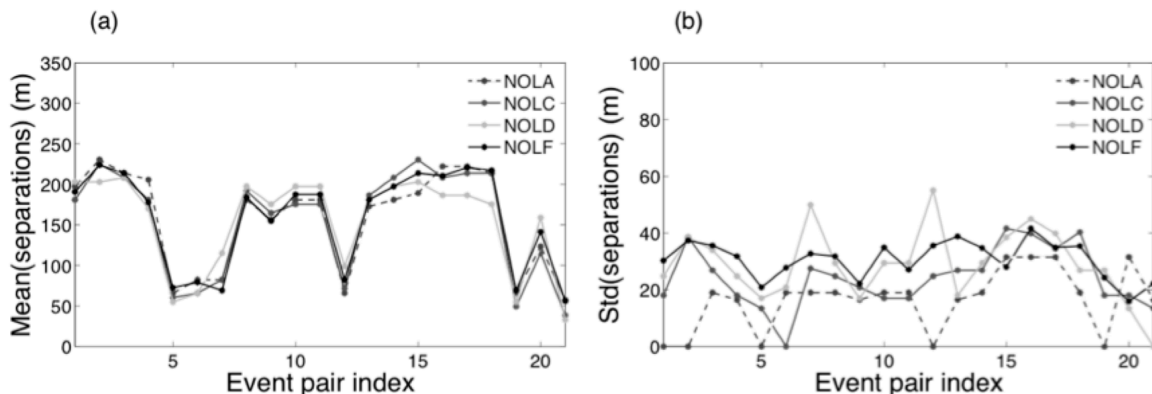 (a)
(b)
Mean(separations) (m)
350
300
250
200
150
100
50
0
5
10
15
20
Event pair index
NOLA
NOLC
NOLD
NOLF
Std(separations) (m)
100
80
60
40
20
0
5
10
15
20
Event pair index
NOLA
NOLC
NOLD
NOLF